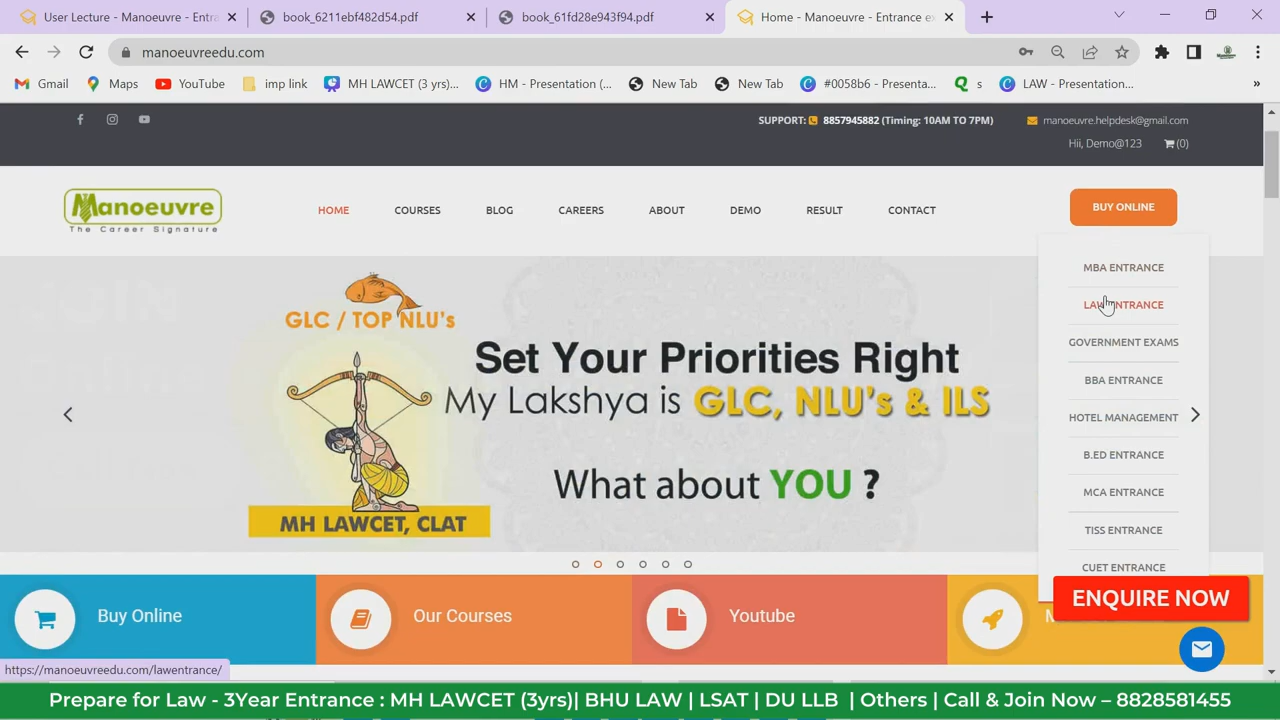 User Lecture - Manoeuvre - Entra
book_6211ebf482d54.pdf
book_61fd28e943f94.pdf
Home - Manoeuvre - Entrance ex
manoeuvreedu.com
Gmail
Maps
YouTube
imp link
MH LAWCET (3 yrs)...
HM - Presentation (...
New Tab
New Tab
#0058b6 - Presenta...
s
LAW - Presentation...
SUPPORT: 8857945882 (Timing: 10AM TO 7PM)
manoeuvre.helpdesk@gmail.com
Hii, Demo@123
(0)
Manoeuvre
The Career Signature
HOME
COURSES
BLOG
CAREERS
ABOUT
DEMO
RESULT
CONTACT
BUY ONLINE
MBA ENTRANCE
LAW ENTRANCE
GOVERNMENT EXAMS
BBA ENTRANCE
HOTEL MANAGEMENT
B.ED ENTRANCE
MCA ENTRANCE
TISS ENTRANCE
CUET ENTRANCE
GLC / TOP NLU's
Set Your Priorities Right
My Lakshya is GLC, NLU's & ILS
What about YOU ?
MH LAWCET, CLAT
Buy Online
Our Courses
Youtube
ENQUIRE NOW
https://manoeuvreedu.com/lawentrance/
Prepare for Law - 3Year Entrance : MH LAWCET (3yrs)| BHU LAW | LSAT | DU LLB | Others | Call & Join Now – 8828581455